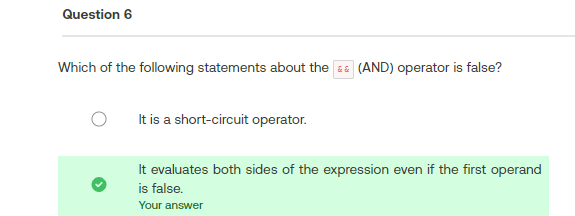 Question 6
Which of the following statements about the && (AND) operator is false?
It is a short-circuit operator.
It evaluates both sides of the expression even if the first operand
is false.
Your answer